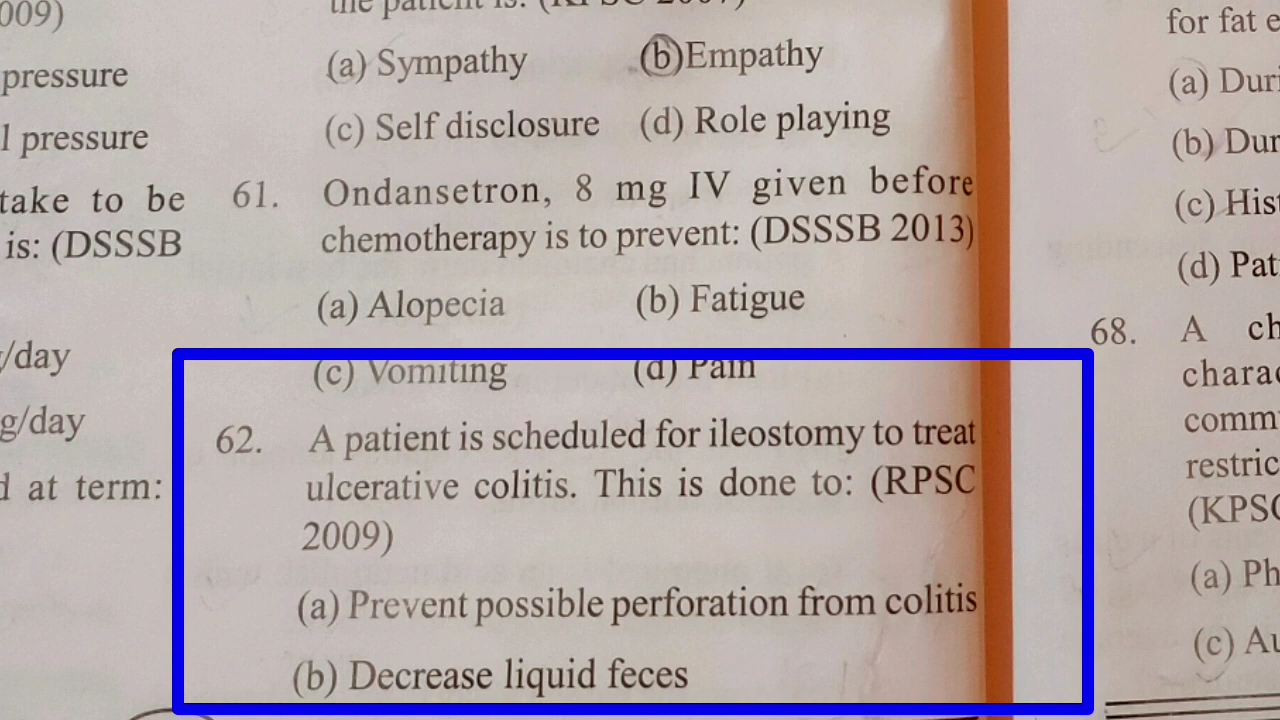 009)
pressure
l pressure
take to be
is: (DSSSB
g/day
d at term:
(a) Sympathy (b) Empathy
(c) Self disclosure (d) Role playing
61. Ondansetron, 8 mg IV given before
chemotherapy is to prevent: (DSSSB 2013)
(a) Alopecia (b) Fatigue
(c) Vomiting (d) Pain
62. A patient is scheduled for ileostomy to treat
ulcerative colitis. This is done to: (RPSC
2009)
(a) Prevent possible perforation from colitis
(b) Decrease liquid feces
for fat e
(a) Duri
(b) Dur
(c) Hist
(d) Pat
68. A ch
charac
comm
restric
(KPSC
(a) Ph
(c) Au